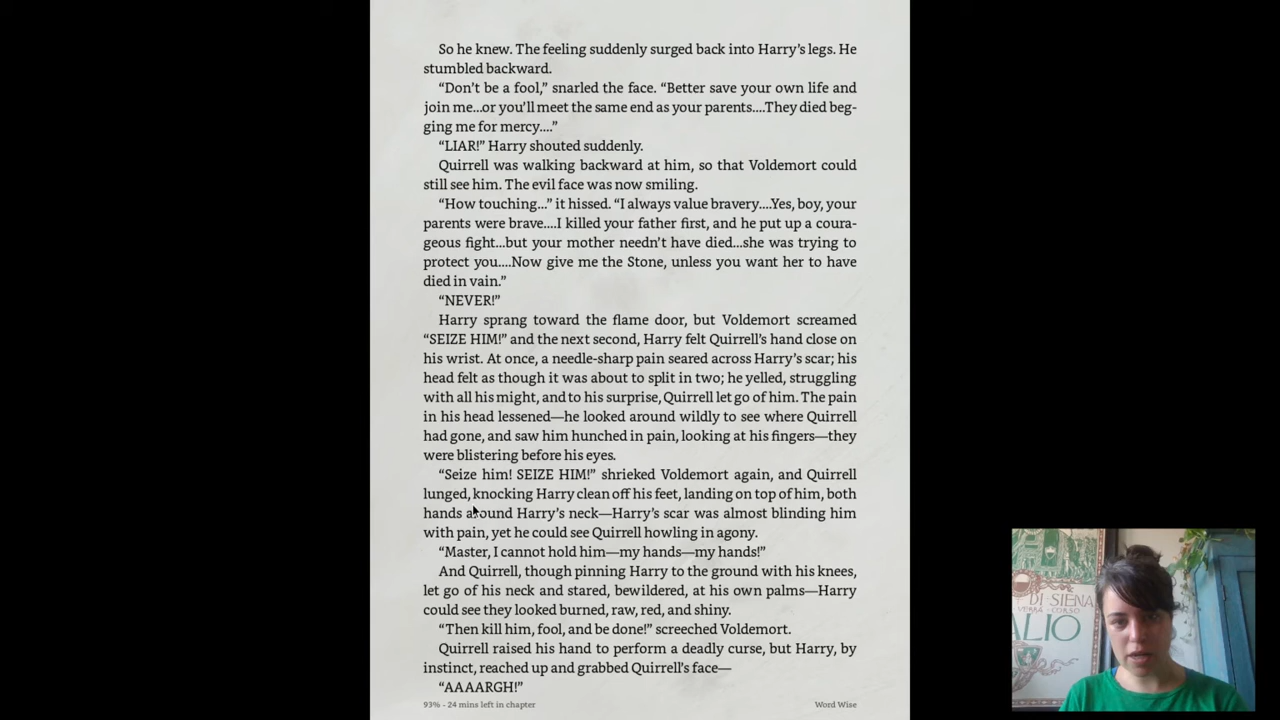 So he knew. The feeling suddenly surged back into Harry's legs. He
stumbled backward.
“Don't be a fool,” snarled the face. “Better save your own life and
join me...or you'll meet the same end as your parents....They died beg-
ging me for mercy....”
“LIAR!” Harry shouted suddenly.
Quirrell was walking backward at him, so that Voldemort could
still see him. The evil face was now smiling.
“How touching...” it hissed. “I always value bravery....Yes, boy, your
parents were brave....I killed your father first, and he put up a coura-
geous fight...but your mother needn't have died...she was trying to
protect you....Now give me the Stone, unless you want her to have
died in vain.”
“NEVER!”
Harry sprang toward the flame door, but Voldemort screamed
“SEIZE HIM!” and the next second, Harry felt Quirrell's hand close on
his wrist. At once, a needle-sharp pain seared across Harry's scar; his
head felt as though it was about to split in two; he yelled, struggling
with all his might, and to his surprise, Quirrell let go of him. The pain
in his head lessened—he looked around wildly to see where Quirrell
had gone, and saw him hunched in pain, looking at his fingers—they
were blistering before his eyes.
“Seize him! SEIZE HIM!” shrieked Voldemort again, and Quirrell
lunged, knocking Harry clean off his feet, landing on top of him, both
hands around Harry's neck—Harry's scar was almost blinding him
with pain, yet he could see Quirrell howling in agony.
“Master, I cannot hold him—my hands—my hands!”
And Quirrell, though pinning Harry to the ground with his knees,
let go of his neck and stared, bewildered, at his own palms—Harry
could see they looked burned, raw, red, and shiny.
“Then kill him, fool, and be done!” screeched Voldemort.
Quirrell raised his hand to perform a deadly curse, but Harry, by
instinct, reached up and grabbed Quirrell's face—
“AAAARGH!”
93% - 24 mins left in chapter
Word Wise
DI SIENA
CORSO
ALIO